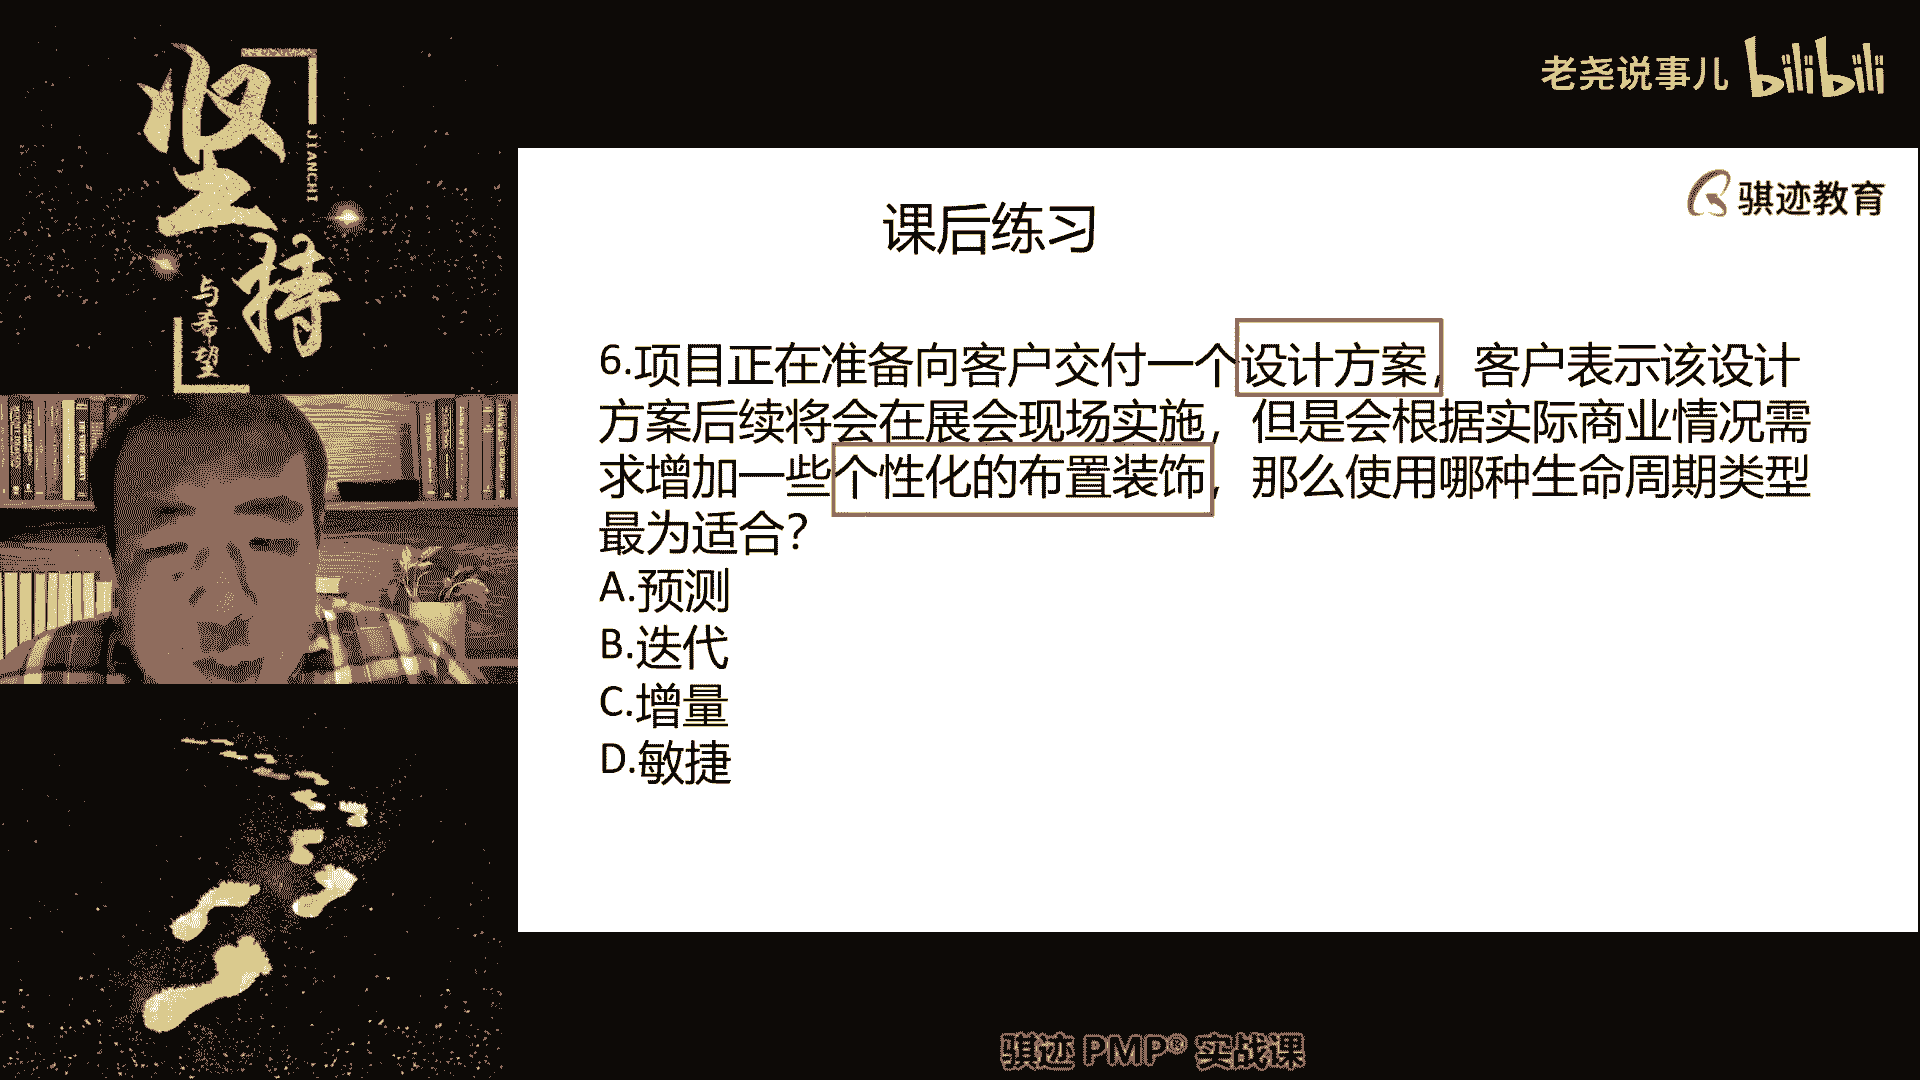 坚持
JIANCHI
与希望
老尧说事儿 bilibili
骐迹教育
课后练习
6.项目正在准备向客户交付一个设计方案，客户表示该设计
方案后续将会在展会现场实施，但是会根据实际商业情况需
求增加一些个性化的布置装饰，那么使用哪种生命周期类型
最为适合？
A.预测
B.迭代
C.增量
D.敏捷
骐迹 PMP® 实战课